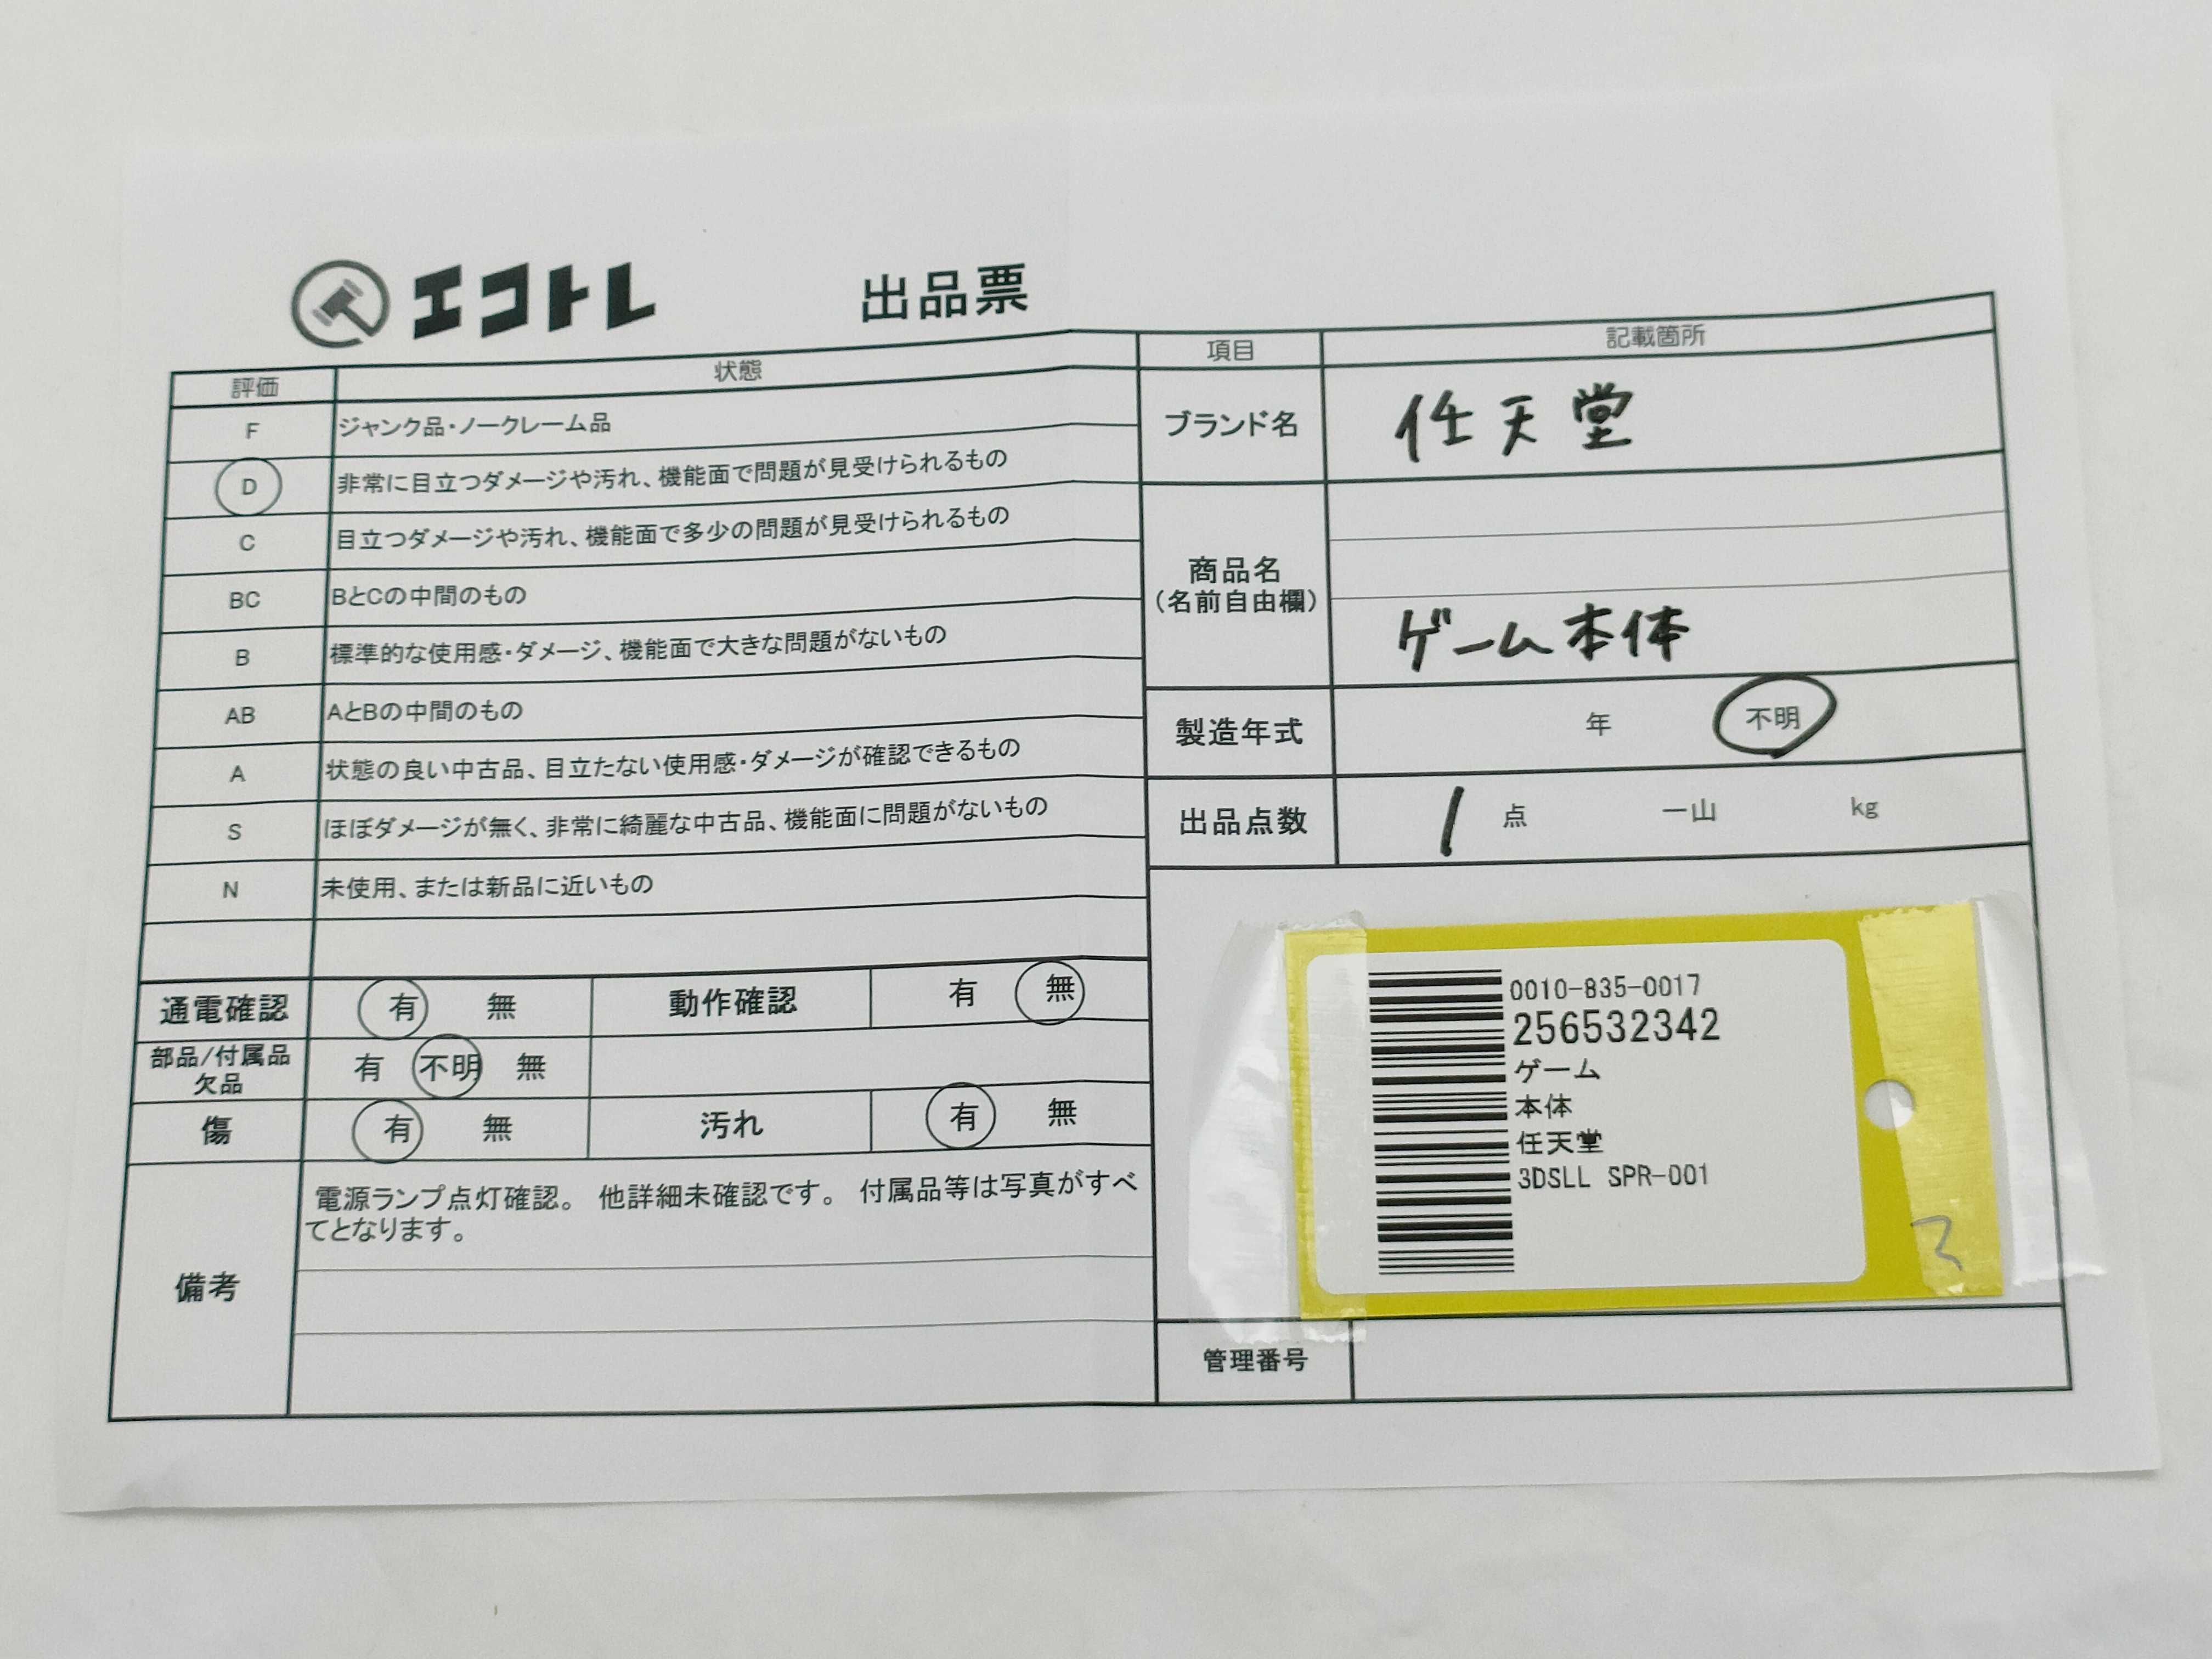 エコトレ 出品票
評価 状態
F ジャンク品・ノークレーム品
D 非常に目立つダメージや汚れ、機能面で問題が見受けられるもの
C 目立つダメージや汚れ、機能面で多少の問題が見受けられるもの
BC BとCの中間のもの
B 標準的な使用感・ダメージ、機能面で大きな問題がないもの
AB AとBの中間のもの
A 状態の良い中古品、目立たない使用感・ダメージが確認できるもの
S ほぼダメージが無く、非常に綺麗な中古品、機能面に問題がないもの
N 未使用、または新品に近いもの
通電確認 有 無 動作確認 有 無
部品/付属品
欠品 有 不明 無
傷 有 無 汚れ 有 無
備考
電源ランプ点灯確認。 他詳細未確認です。 付属品等は写真がすべ
てとなります。
項目 記載箇所
ブランド名 任天堂
商品名
(名前自由欄)
ゲーム本体
製造年式 年 不明
出品点数 1 点 一山 kg
0010-835-0017
256532342
ゲーム
本体
任天堂
3DSLL SPR-001
管理番号